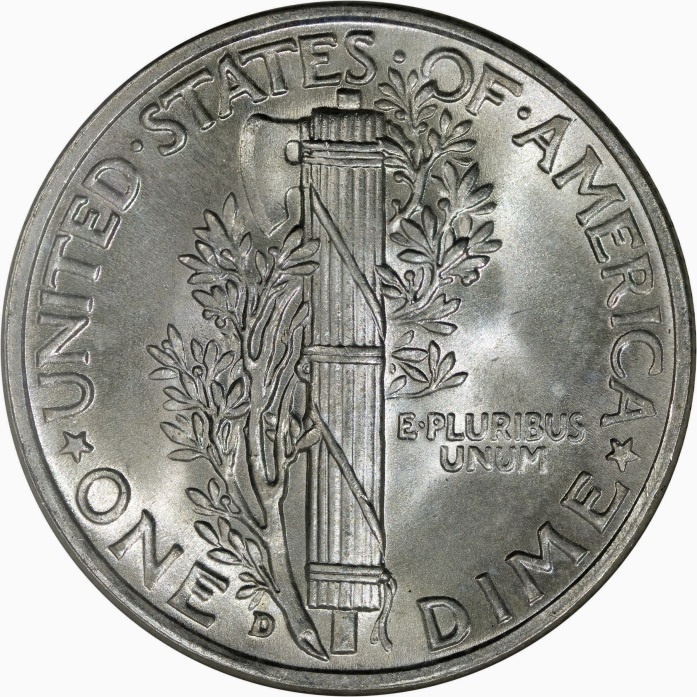 UNITED·STATES·OF·AMERICA
E·PLURIBUS
UNUM
ONE DIME
D